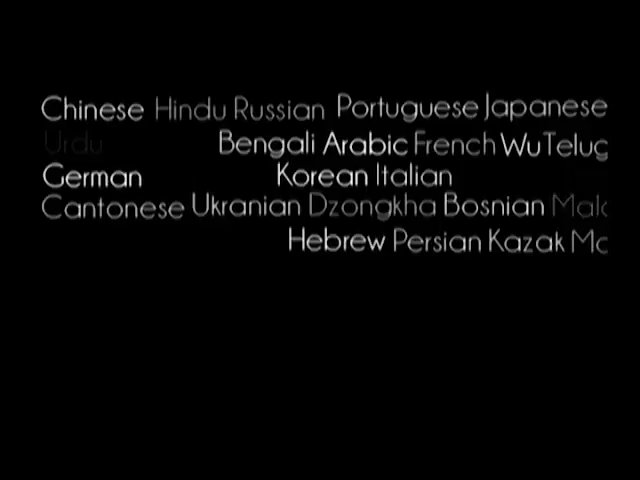 Chinese Hindu Russian Portuguese Japanese
Urdu Bengali Arabic French Wu Telug
German Korean Italian
Cantonese Ukranian Dzongkha Bosnian
Hebrew Persian Kazak